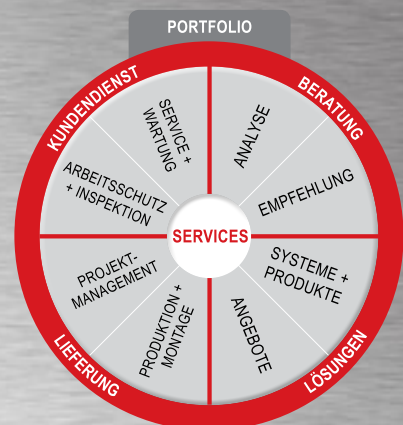 PORTFOLIO
KUNDENDIENST
BERATUNG
SERVICE +
WARTUNG
ANALYSE
ARBEITSSCHUTZ
+ INSPEKTION
EMPFEHLUNG
SERVICES
PROJEKT-
MANAGEMENT
SYSTEME +
PRODUKTE
PRODUKTION +
MONTAGE
ANGEBOTE
LIEFERUNG
LÖSUNGEN